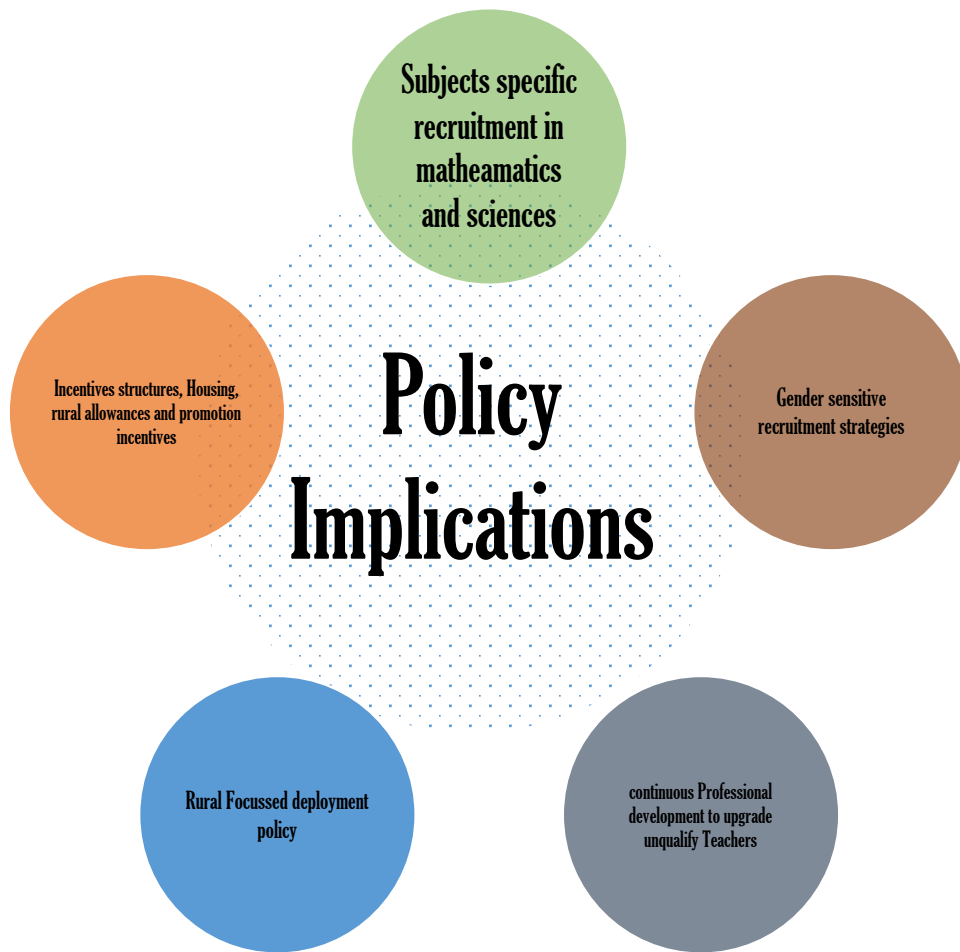 Subjects specific
recruitment in
matheamatics
and sciences
Policy
Implications
Incentives structures, Housing,
rural allowances and promotion
incentives
Gender sensitive
recruitment strategies
Rural Focussed deployment
policy
continuous Professional
development to upgrade
unqualify Teachers